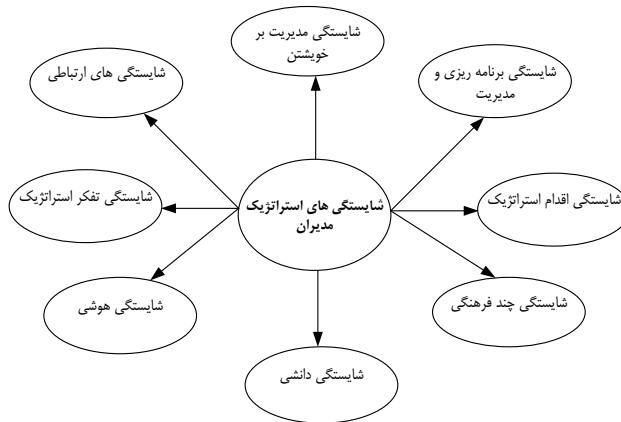 شایستگی مدیریت بر
خویشتن
شایستگی برنامه ریزی و
مدیریت
شایستگی های ارتباطی
شایستگی اقدام استراتژیک
شایستگی های استراتژیک
مدیران
شایستگی تفکر استراتژیک
شایستگی چند فرهنگی
شایستگی هوشی
شایستگی دانشی